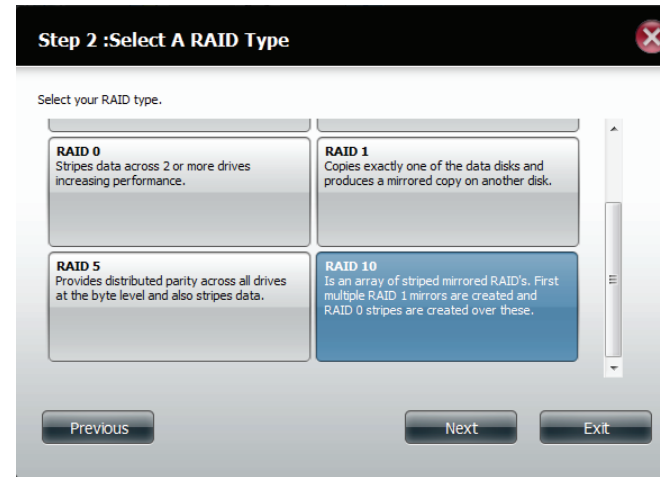 Step 2 :Select A RAID Type
Select your RAID type.
RAID 0
Stripes data across 2 or more drives
increasing performance.
RAID 1
Copies exactly one of the data disks and
produces a mirrored copy on another disk.
RAID 5
Provides distributed parity across all drives
at the byte level and also stripes data.
RAID 10
Is an array of striped mirrored RAID's. First
multiple RAID 1 mirrors are created and
RAID 0 stripes are created over these.
Previous
Next
Exit